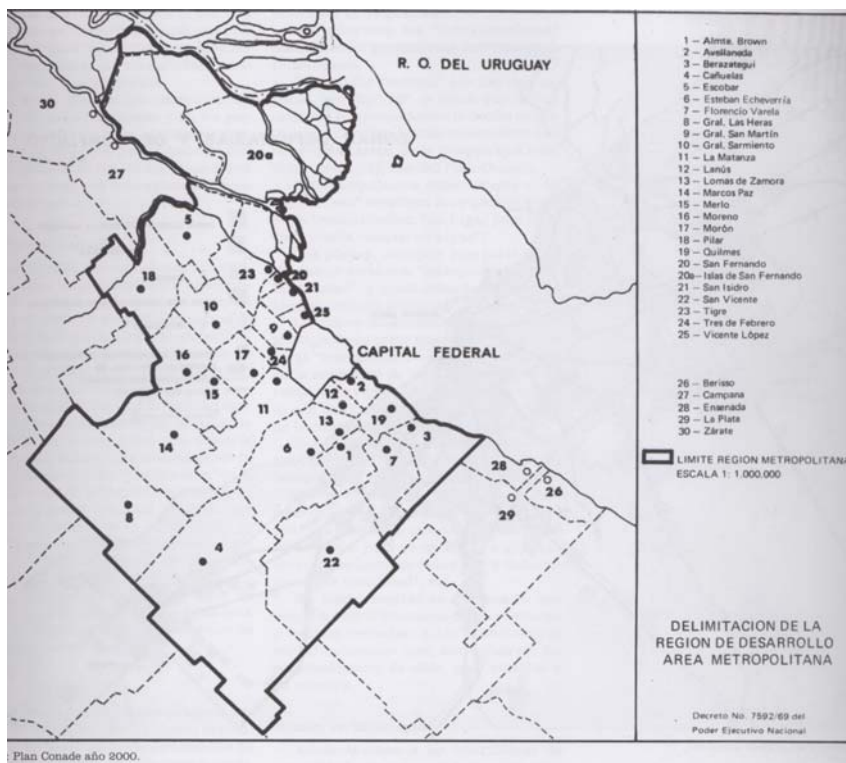 R. O. DEL URUGUAY
30
20a
27
5
18
23
20
21
10
25
9
24
CAPITAL FEDERAL
16
17
15
11
2
12
19
13
3
14
6
1
7
28
26
29
8
4
22
1 – Almte. Brown
2 – Avellaneda
3 – Berazategui
4 – Cañuelas
5 – Escobar
6 – Esteban Echeverría
7 – Florencio Varela
8 – Gral. Las Heras
9 – Gral. San Martín
10 – Gral. Sarmiento
11 – La Matanza
12 – Lanús
13 – Lomas de Zamora
14 – Marcos Paz
15 – Merlo
16 – Moreno
17 – Morón
18 – Pilar
19 – Quilmes
20 – San Fernando
20a– Islas de San Fernando
21 – San Isidro
22 – San Vicente
23 – Tigre
24 – Tres de Febrero
25 – Vicente López
26 – Berisso
27 – Campana
28 – Ensenada
29 – La Plata
30 – Zárate
LIMITE REGION METROPOLITANA
ESCALA 1: 1.000.000
DELIMITACION DE LA
REGION DE DESARROLLO
AREA METROPOLITANA
Decreto No. 7592/69 del
Poder Ejecutivo Nacional
: Plan Conade año 2000.